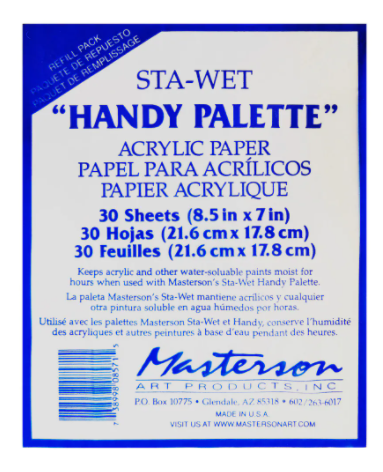 REFILL PACK
PAQUETE DE REPUESTO
PAQUET DE REMPLISSAGE
STA-WET
“HANDY PALETTE”
ACRYLIC PAPER
PAPEL PARA ACRÍLICOS
PAPIER ACRYLIQUE
30 Sheets (8.5 in x 7 in)
30 Hojas (21.6 cm x 17.8 cm)
30 Feuilles (21.6 cm x 17.8 cm)
Keeps acrylic and other water-soluble paints moist for
hours when used with Masterson's Sta-Wet Handy Palette.
La paleta Masterson's Sta-Wet mantiene acrílicos y cualquier
otra pintura soluble en agua húmedos por horas.
Utilisé avec les palettes Masterson Sta-Wet et Handy, conserve l'humidité
des acryliques et autres peintures à base d'eau pendant des heures.
Masterson
ART PRODUCTS, INC
P.O. Box 10775 • Glendale, AZ 85318 • 602/263-6017
MADE IN U.S.A.
VISIT US AT WWW.MASTERSONART.COM
7 38998 08571 5